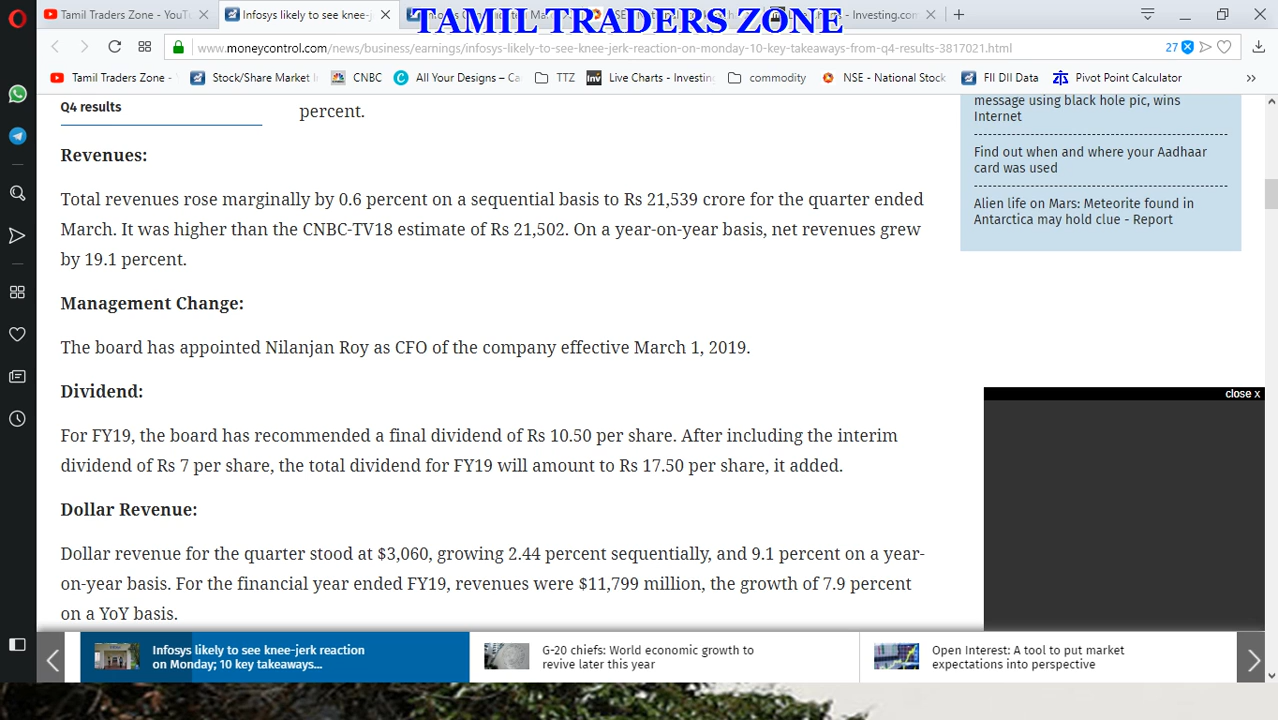 Tamil Traders Zone - YouTu
Infosys likely to see knee-j
TAMIL TRADERS ZONE
Investing.com
www.moneycontrol.com/news/business/earnings/infosys-likely-to-see-knee-jerk-reaction-on-monday-10-key-takeaways-from-q4-results-3817021.html
27
Tamil Traders Zone -
Stock/Share Market I
CNBC
All Your Designs – Ca
TTZ
Inv
Live Charts - Investin
commodity
NSE - National Stock
FII DII Data
Pivot Point Calculator
Q4 results
percent.
message using black hole pic, wins
Internet
Find out when and where your Aadhaar
card was used
Alien life on Mars: Meteorite found in
Antarctica may hold clue - Report
Revenues:
Total revenues rose marginally by 0.6 percent on a sequential basis to Rs 21,539 crore for the quarter ended
March. It was higher than the CNBC-TV18 estimate of Rs 21,502. On a year-on-year basis, net revenues grew
by 19.1 percent.
Management Change:
The board has appointed Nilanjan Roy as CFO of the company effective March 1, 2019.
Dividend:
close x
For FY19, the board has recommended a final dividend of Rs 10.50 per share. After including the interim
dividend of Rs 7 per share, the total dividend for FY19 will amount to Rs 17.50 per share, it added.
Dollar Revenue:
Dollar revenue for the quarter stood at $3,060, growing 2.44 percent sequentially, and 9.1 percent on a year-
on-year basis. For the financial year ended FY19, revenues were $11,799 million, the growth of 7.9 percent
on a YoY basis.
Infosys likely to see knee-jerk reaction
on Monday; 10 key takeaways...
G-20 chiefs: World economic growth to
revive later this year
Open Interest: A tool to put market
expectations into perspective